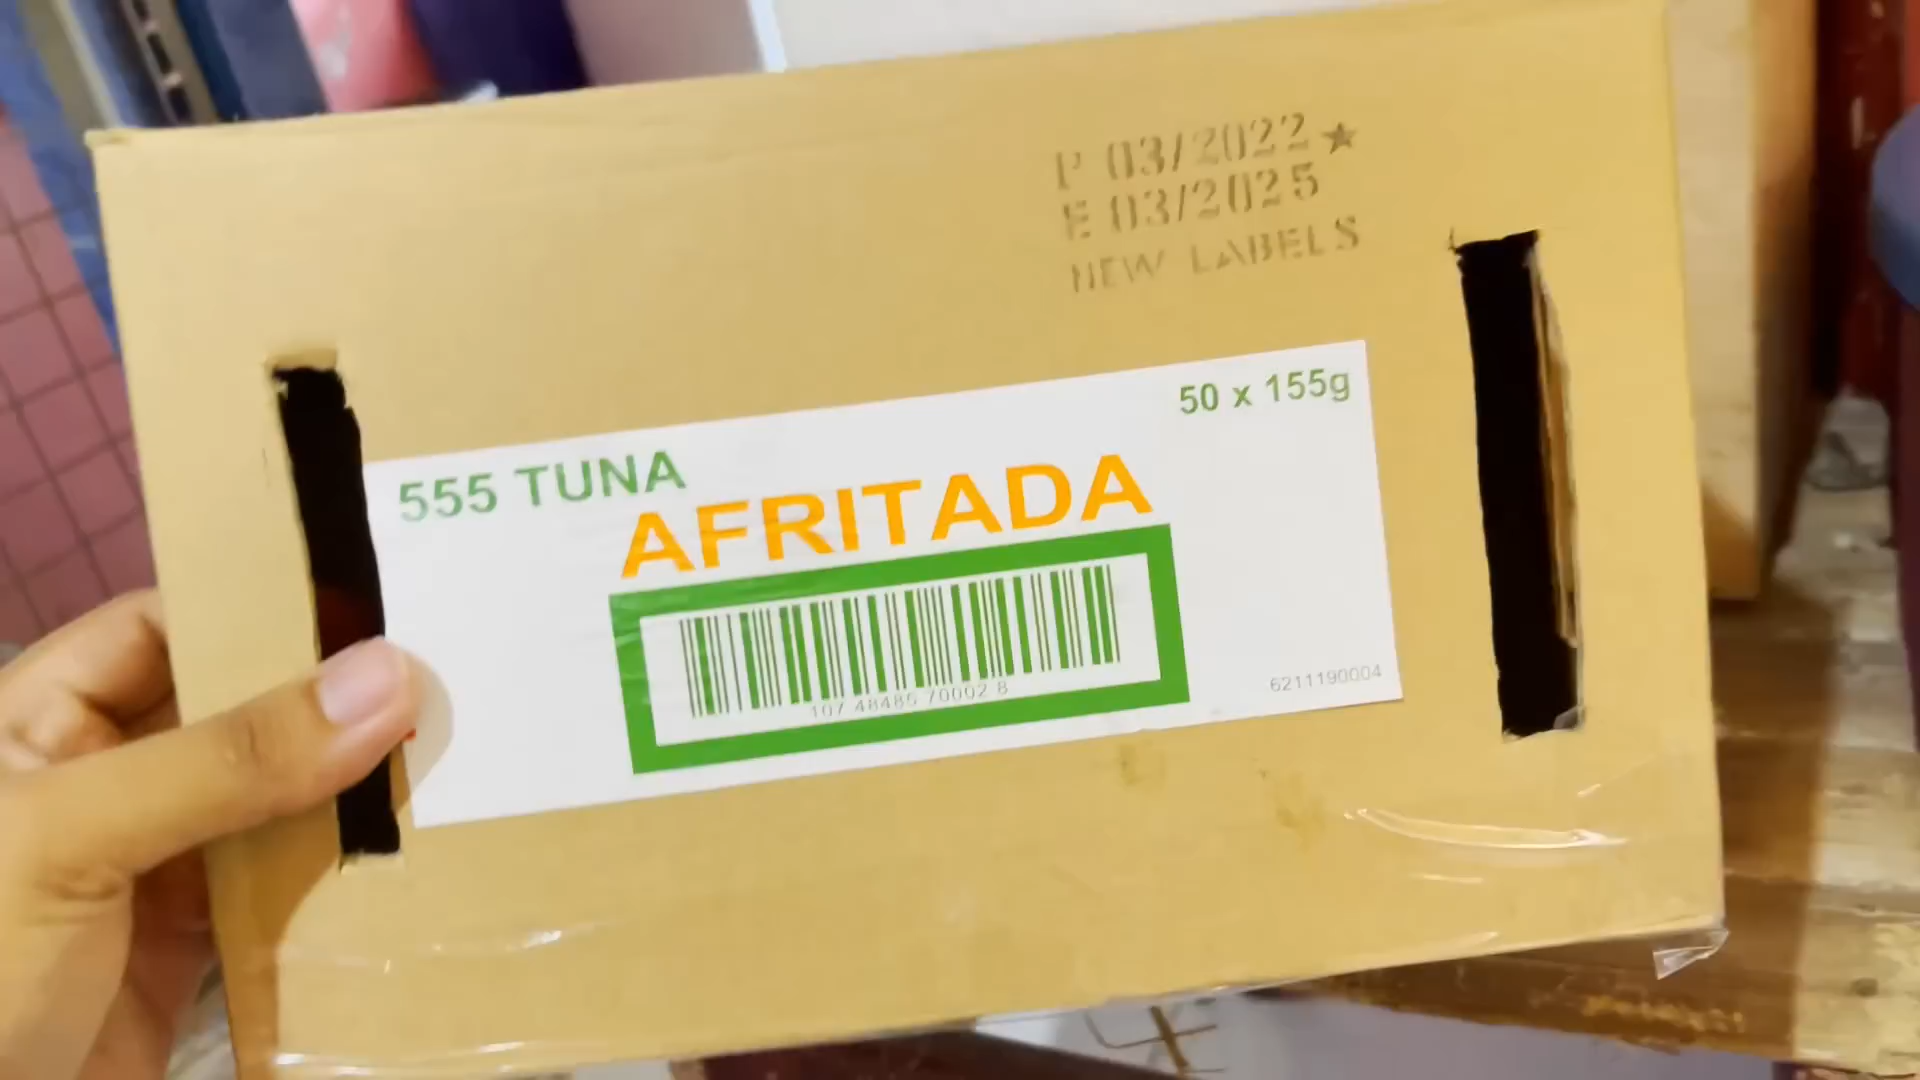 P 03/2022★
E 03/2025
NEW LABELS
50 x 155g
555 TUNA
AFRITADA
107 48485 70002 8
6211190004